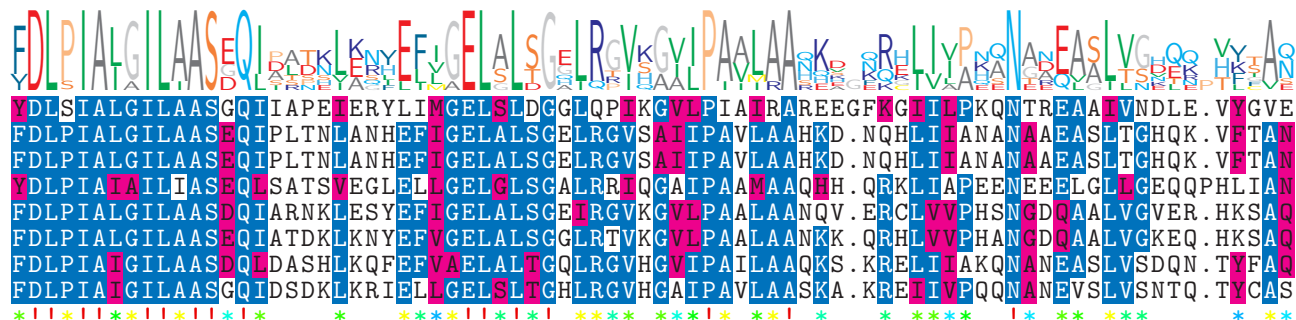 YDLSIALGILAASGQIIAPEIERYLIMGELSLDGGLQPIKGVLPIAIRAREEGFKGIILPKQNTREAAIVNDLE.VYGVE
FDLPIALGILAASEQIPLTNLANHEFIGELALSGELRGVSAIIPAVLAAHKD.NQHLIIANANAAEASLTGHQK.VFTAN
FDLPIALGILAASEQIPLTNLANHEFIGELALSGELRGVSAIIPAVLAAHKD.NQHLIIANANAAEASLTGHQK.VFTAN
YDLPIAIAILIASEQLSATSVEGLELLGELGLSGALRRIQGAIPAAMAAQHH.QRKLIAPEENEEELGLLGEQQPHLIAN
FDLPIALGILAASDQIARNKLESYEFIGELALSGEIRGVKGVLPAALAANQV.ERCLVVPHSNGDQAALVGVER.HKSAQ
FDLPIALGILAASEQIATDKLKNYEFVGELALSGGLRTVKGVLPAALAANKK.QRHLVVPHANGDQAALVGKEQ.HKSAQ
FDLPIAIGILAASDQLDASHLKQFEFVAELALTGQLRGVHGVIPAILAAQKS.KRELIIAKQNANEASLVSDQN.TYFAQ
FDLPIAIGILAASGQIDSDKLKRIELLGELSLTGHLRGVHGAIPAVLAASKA.KREIIVPQQNANEVSLVSNTQ.TYCAS